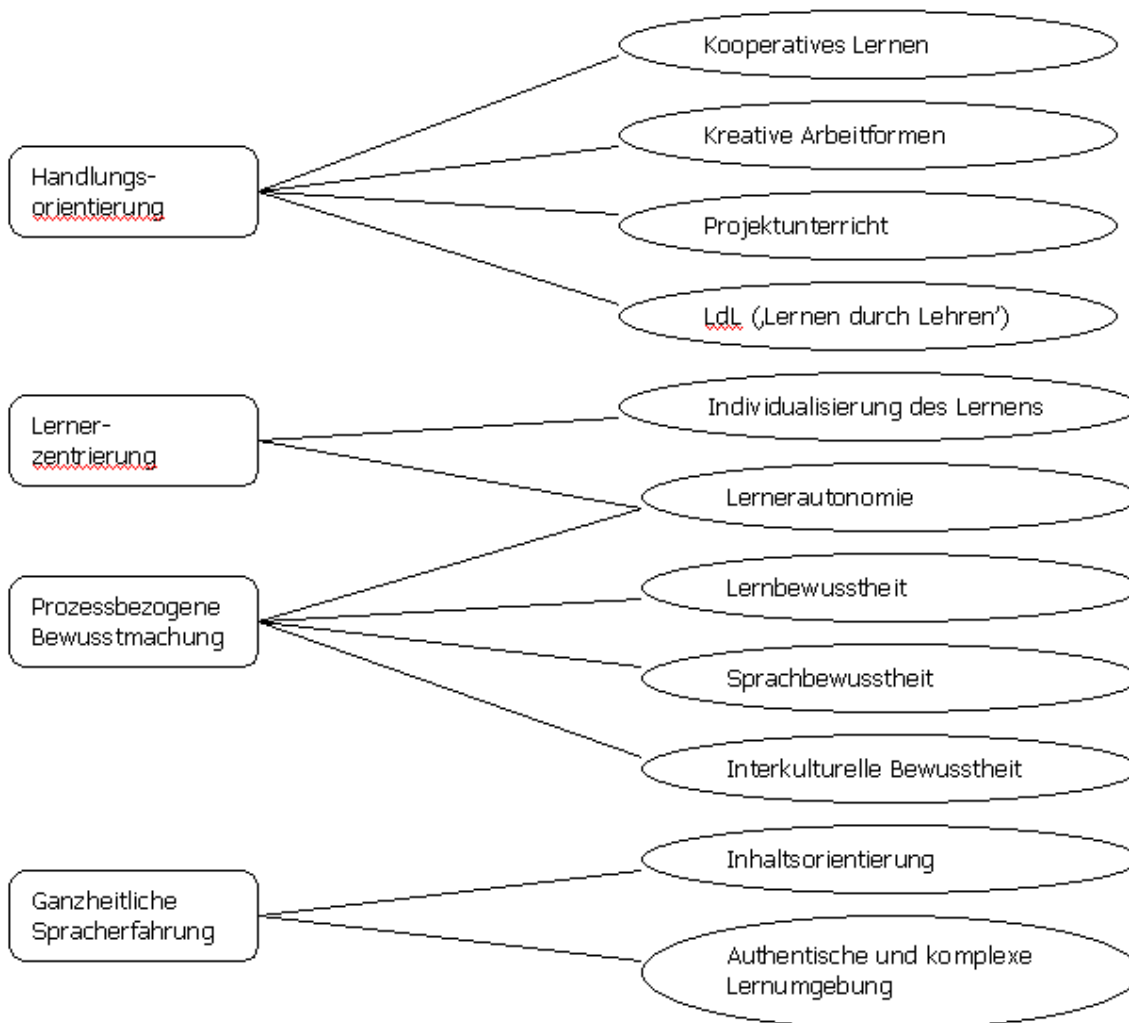 Kooperatives Lernen
Kreative Arbeitformen
Handlungs-
orientierung
Projektunterricht
LdL (‚Lernen durch Lehren’)
Individualisierung des Lernens
Lerner-
zentrierung
Lernerautonomie
Lernbewusstheit
Prozessbezogene
Bewusstmachung
Sprachbewusstheit
Interkulturelle Bewusstheit
Inhaltsorientierung
Ganzheitliche
Spracherfahrung
Authentische und komplexe
Lernumgebung